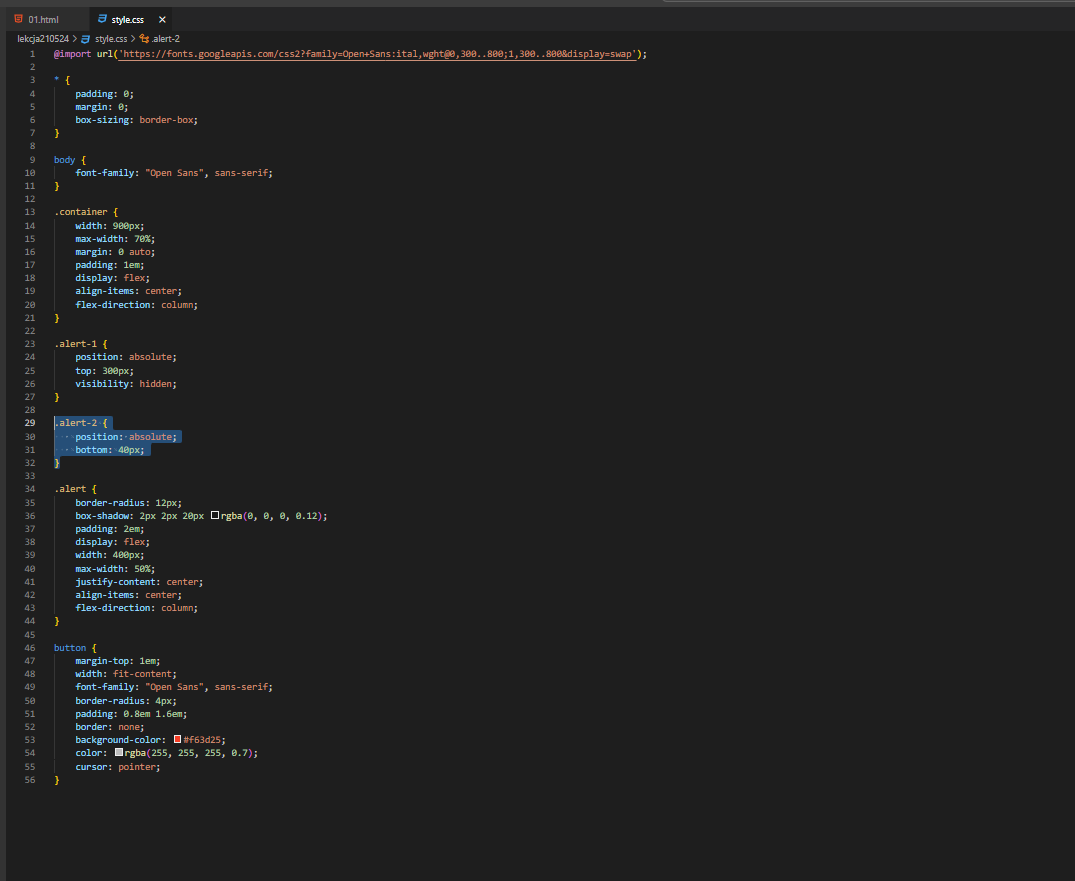 01.html
style.css
lekcja210524 > style.css > .alert-2
1 @import url('https://fonts.googleapis.com/css2?family=Open+Sans:ital,wght@0,300..800;1,300..800&display=swap');
2
3 * {
4 padding: 0;
5 margin: 0;
6 box-sizing: border-box;
7 }
8
9 body {
10 font-family: "Open Sans", sans-serif;
11 }
12
13 .container {
14 width: 900px;
15 max-width: 70%;
16 margin: 0 auto;
17 padding: 1em;
18 display: flex;
19 align-items: center;
20 flex-direction: column;
21 }
22
23 .alert-1 {
24 position: absolute;
25 top: 300px;
26 visibility: hidden;
27 }
28
29 .alert-2 {
30 position: absolute;
31 bottom: 40px;
32 }
33
34 .alert {
35 border-radius: 12px;
36 box-shadow: 2px 2px 20px rgba(0, 0, 0, 0.12);
37 padding: 2em;
38 display: flex;
39 width: 400px;
40 max-width: 50%;
41 justify-content: center;
42 align-items: center;
43 flex-direction: column;
44 }
45
46 button {
47 margin-top: 1em;
48 width: fit-content;
49 font-family: "Open Sans", sans-serif;
50 border-radius: 4px;
51 padding: 0.8em 1.6em;
52 border: none;
53 background-color: #f63d25;
54 color: rgba(255, 255, 255, 0.7);
55 cursor: pointer;
56 }